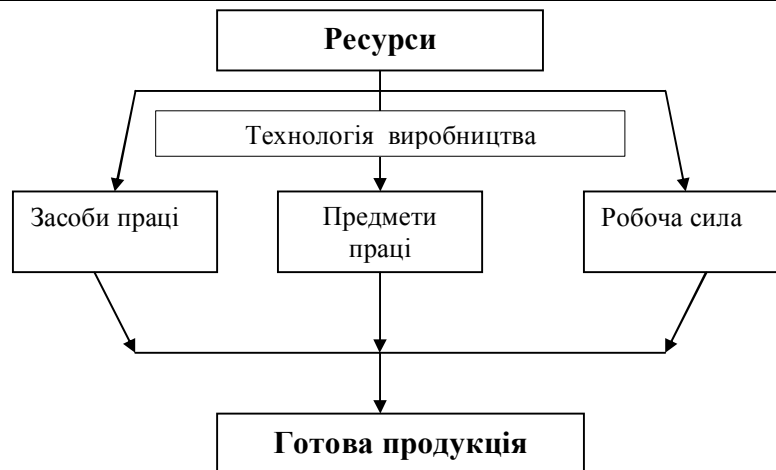 Ресурси
Технологія виробництва
Засоби праці
Предмети
праці
Робоча сила
Готова продукція